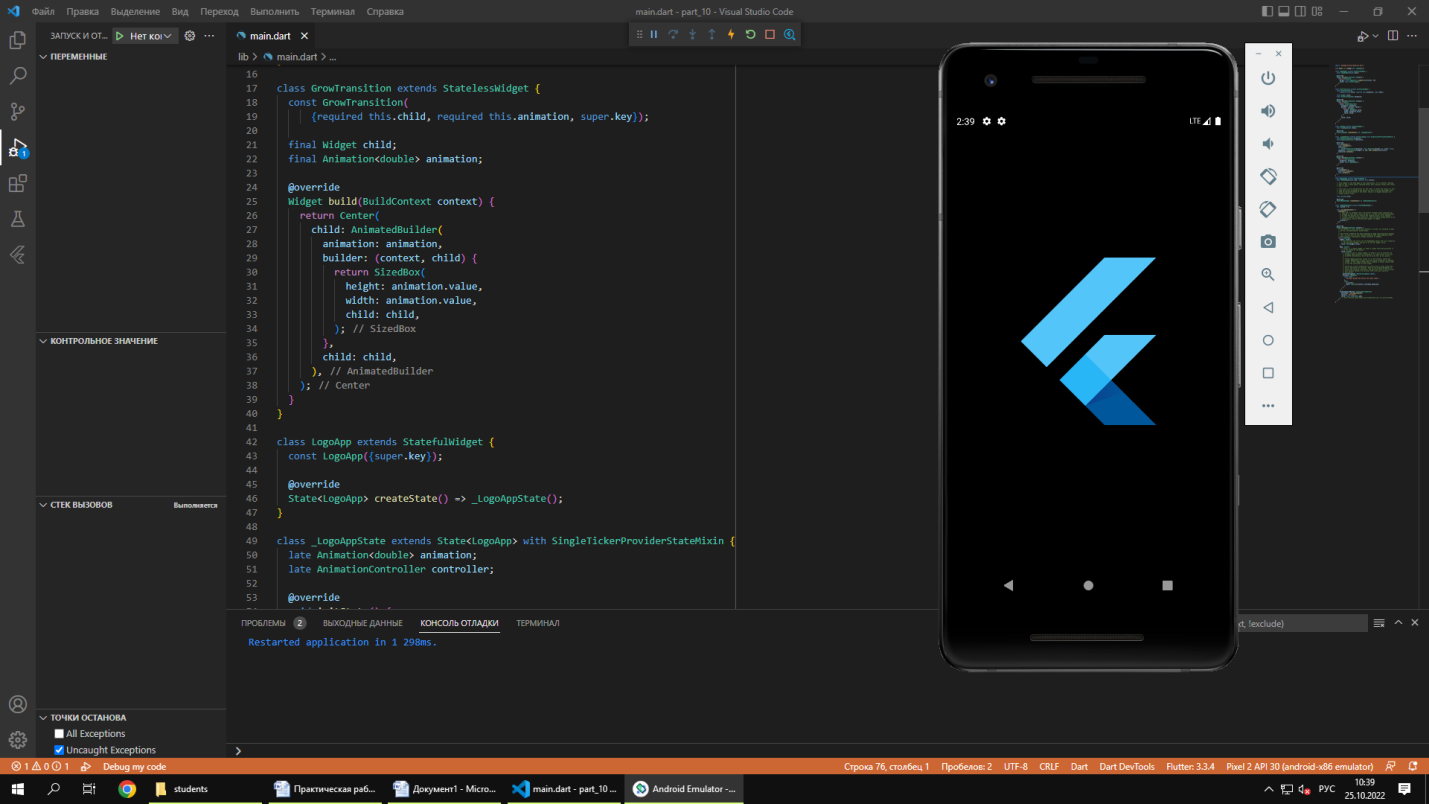 Файл Правка Выделение Вид Переход Выполнить Терминал Справка
main.dart - part_10 - Visual Studio Code
ЗАПУСК И ОТ... Нет кон
main.dart
lib > main.dart > ...
ПЕРЕМЕННЫЕ
КОНТРОЛЬНОЕ ЗНАЧЕНИЕ
СТЕК ВЫЗОВОВ Выполняется
ТОЧКИ ОСТАНОВА
All Exceptions
Uncaught Exceptions
1
16
17 class GrowTransition extends StatelessWidget {
18 const GrowTransition(
19 {required this.child, required this.animation, super.key});
20
21 final Widget child;
22 final Animation<double> animation;
23
24 @override
25 Widget build(BuildContext context) {
26 return Center(
27 child: AnimatedBuilder(
28 animation: animation,
29 builder: (context, child) {
30 return SizedBox(
31 height: animation.value,
32 width: animation.value,
33 child: child,
34 ); // SizedBox
35 },
36 child: child,
37 ), // AnimatedBuilder
38 ); // Center
39 }
40 }
41
42 class LogoApp extends StatefulWidget {
43 const LogoApp({super.key});
44
45 @override
46 State<LogoApp> createState() => _LogoAppState();
47 }
48
49 class _LogoAppState extends State<LogoApp> with SingleTickerProviderStateMixin {
50 late Animation<double> animation;
51 late AnimationController controller;
52
53 @override
2:39 LTE
ПРОБЛЕМЫ 2 ВЫХОДНЫЕ ДАННЫЕ КОНСОЛЬ ОТЛАДКИ ТЕРМИНАЛ
xt, !exclude)
Restarted application in 1 298ms.
1 0 1 Debug my code
Строка 76, столбец 1 Пробелов: 2 UTF-8 CRLF Dart Dart DevTools Flutter: 3.3.4 Pixel 2 API 30 (android-x86 emulator)
students Практическая раб... Документ1 - Micro... main.dart - part_10 ... Android Emulator -...
РУС
10:39
25.10.2022